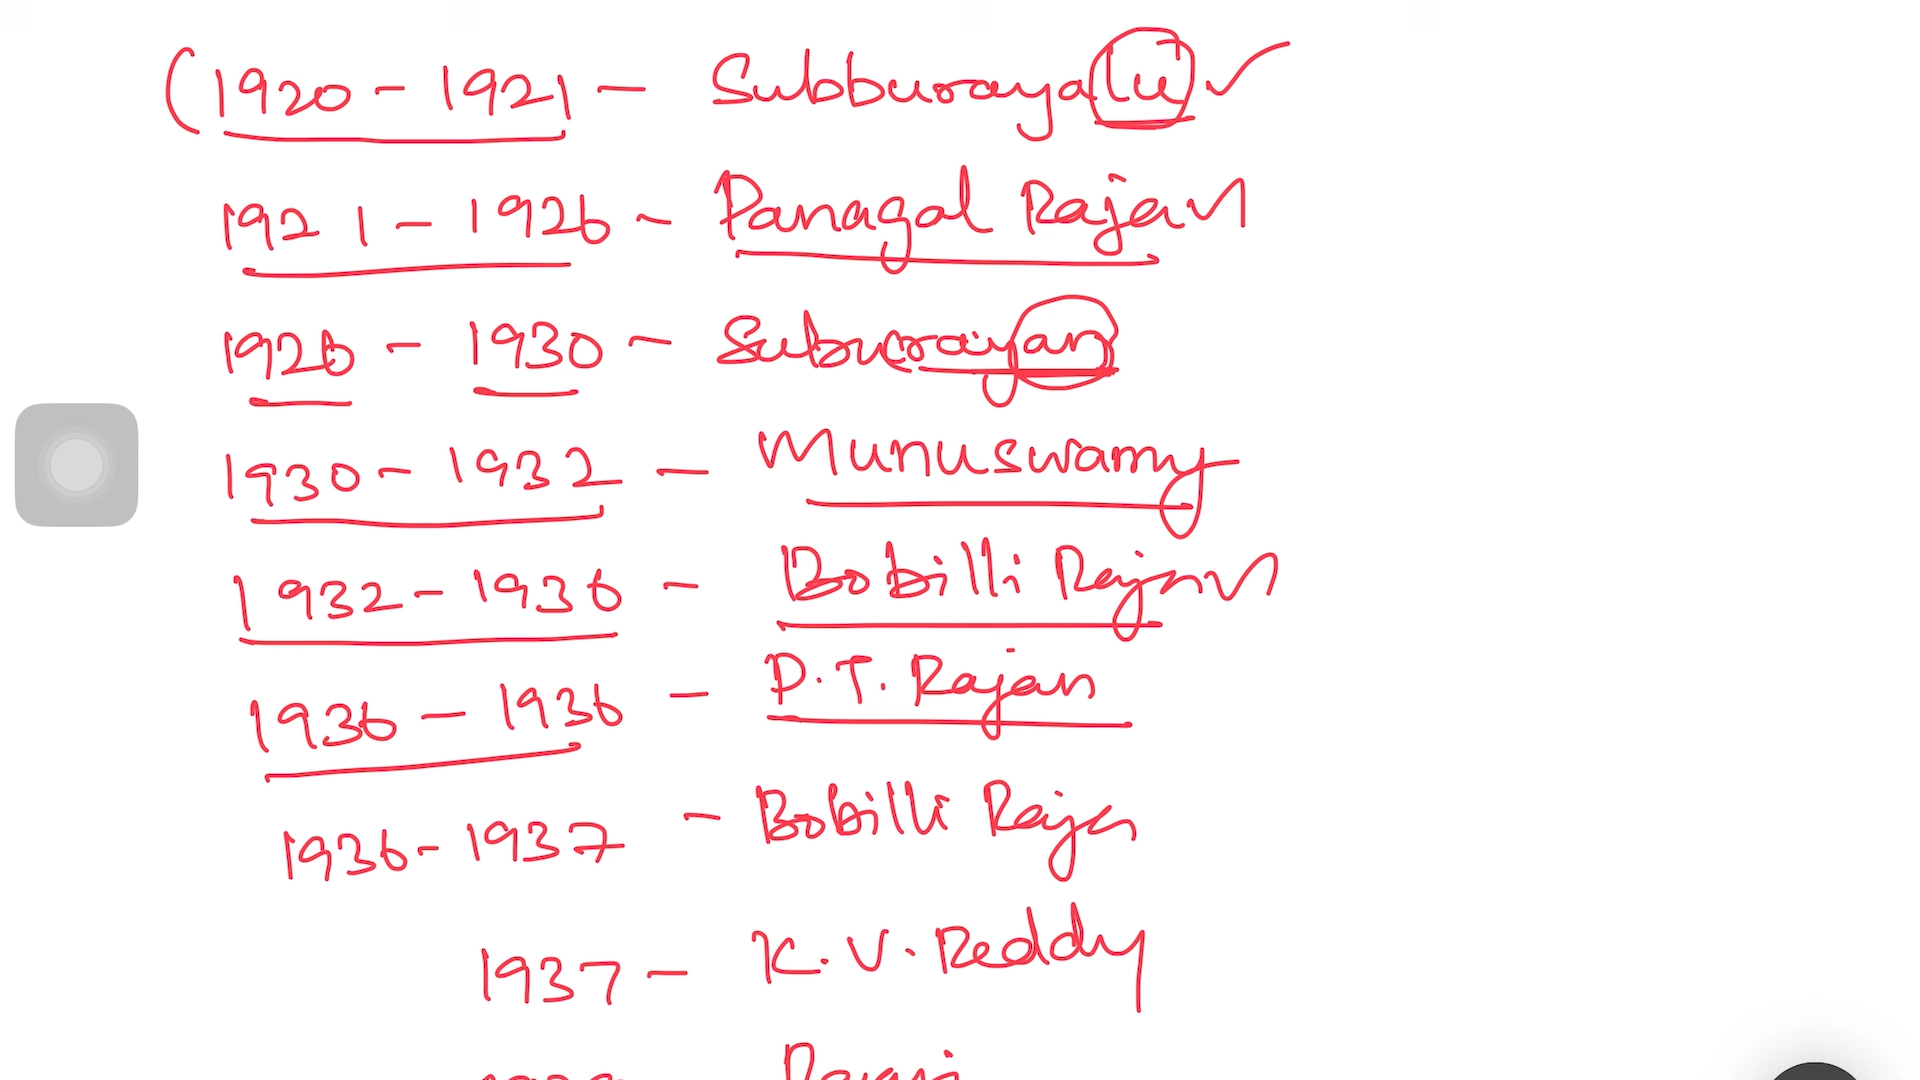 (1920 - 1921 - Subburayalu ✓
1921 - 1926 - Panagal Rajan
1926 - 1930 - Suburayan
1930 - 1932 - Munuswamy
1932 - 1936 - Bobilli Rajan
1936 - 1936 - P.T. Rajan
1936 - 1937 - Bobilli Raja
1937 - K.V. Reddy